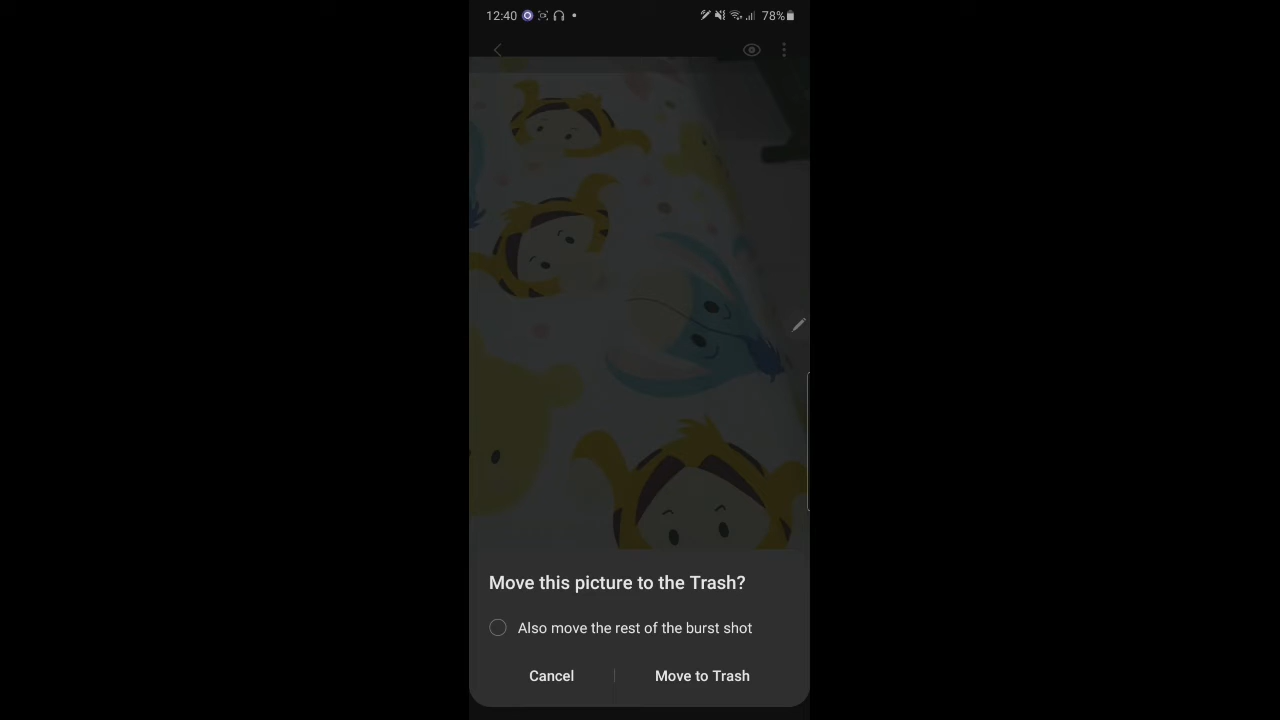 12:40
78%
Move this picture to the Trash?
Also move the rest of the burst shot
Cancel
Move to Trash